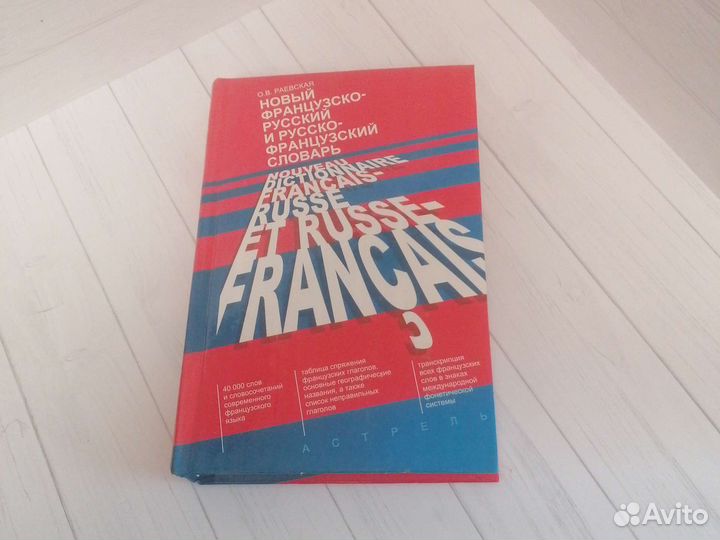 О.В. РАЕВСКАЯ
НОВЫЙ
ФРАНЦУЗСКО-
РУССКИЙ
И РУССКО-
ФРАНЦУЗСКИЙ
СЛОВАРЬ
NOUVEAU
DICTIONNAIRE
FRANÇAIS-
RUSSE
ET RUSSE-
FRANÇAIS
40 000 слов
и словосочетаний
современного
французского
языка
таблица спряжения
французских глаголов,
основные географические
названия, а также
список неправильных
глаголов
транскрипция
всех французских
слов в знаках
международной
фонетической
системы
АСТРЕЛЬ
Avito